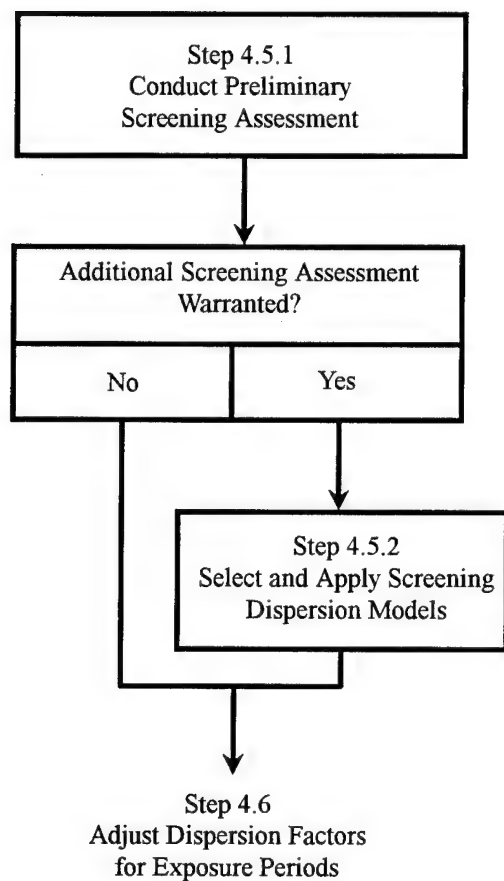 Step 4.5.1
Conduct Preliminary
Screening Assessment
Additional Screening Assessment
Warranted?
No
Yes
Step 4.5.2
Select and Apply Screening
Dispersion Models
Step 4.6
Adjust Dispersion Factors
for Exposure Periods